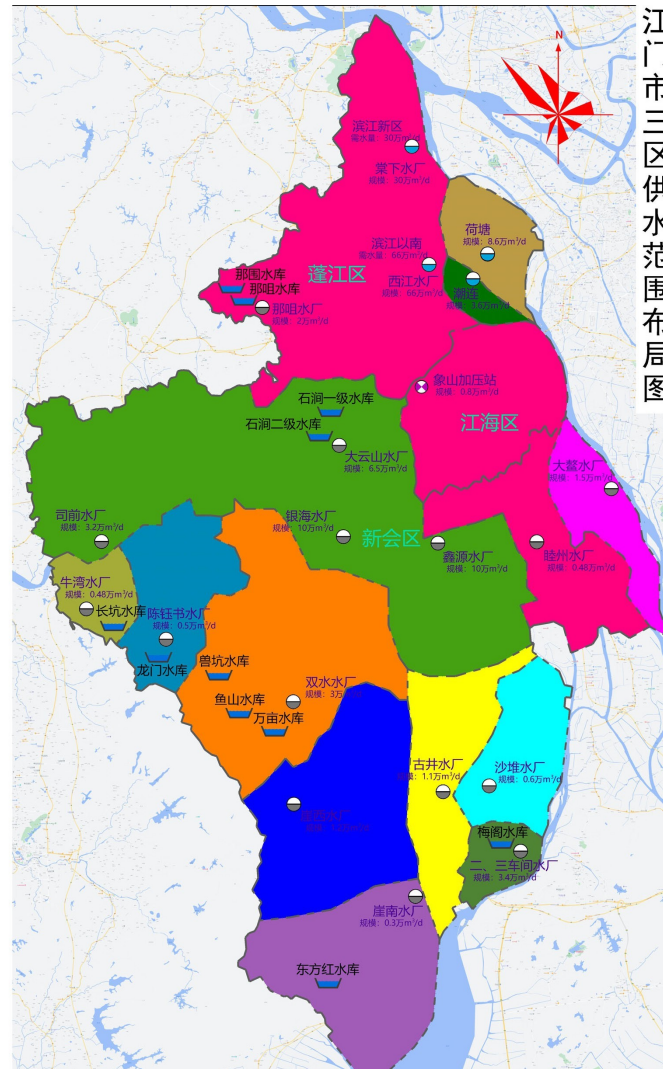 江门市三区供水范围布局图
N
滨江新区
需水量：30万m³/d
棠下水厂
规模：30万m³/d
荷塘
规模：8.6万m³/d
滨江以南
需水量：66万m³/d
蓬江区
西江水厂
规模：66万m³/d
潮连
3.6万m³/d
那围水库
那咀水库
那咀水厂
规模：2万m³/d
象山加压站
规模：0.8万m³/d
石涧一级水库
石涧二级水库
江海区
大云山水厂
规模：6.5万m³/d
大鳌水厂
规模：1.5万m³/d
司前水厂
规模：3.2万m³/d
银海水厂
规模：10万m³/d
新会区
鑫源水厂
规模：10万m³/d
睦州水厂
规模：0.48万m³/d
牛湾水厂
规模：0.48万m³/d
长坑水库
陈钰书水厂
规模：0.5万m³/d
龙门水库
兽坑水库
双水水厂
规模：3万
鱼山水库
万亩水库
古井水厂
规模：1.1万m³/d
沙堆水厂
规模：0.6万m³/d
梅阁水库
二、三车间水厂
规模：3.4万m³/d
崖南水厂
规模：0.3万m³/d
东方红水库